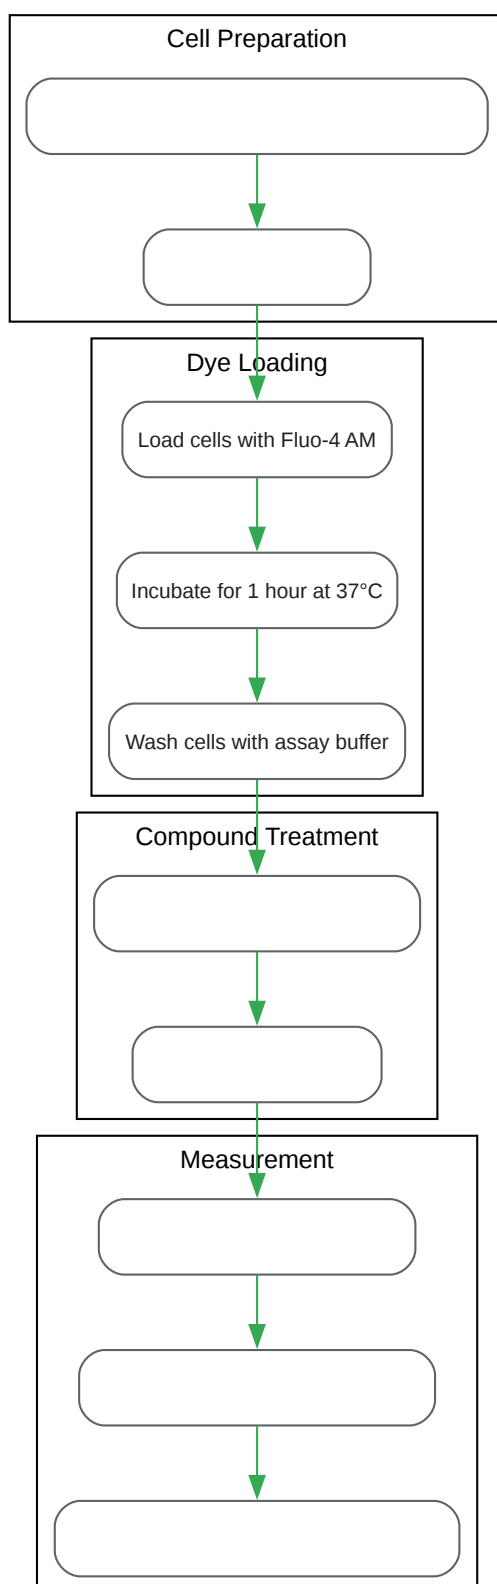 Cell Preparation
Dye Loading
Load cells with Fluo-4 AM
Incubate for 1 hour at 37°C
Wash cells with assay buffer
Compound Treatment
Measurement